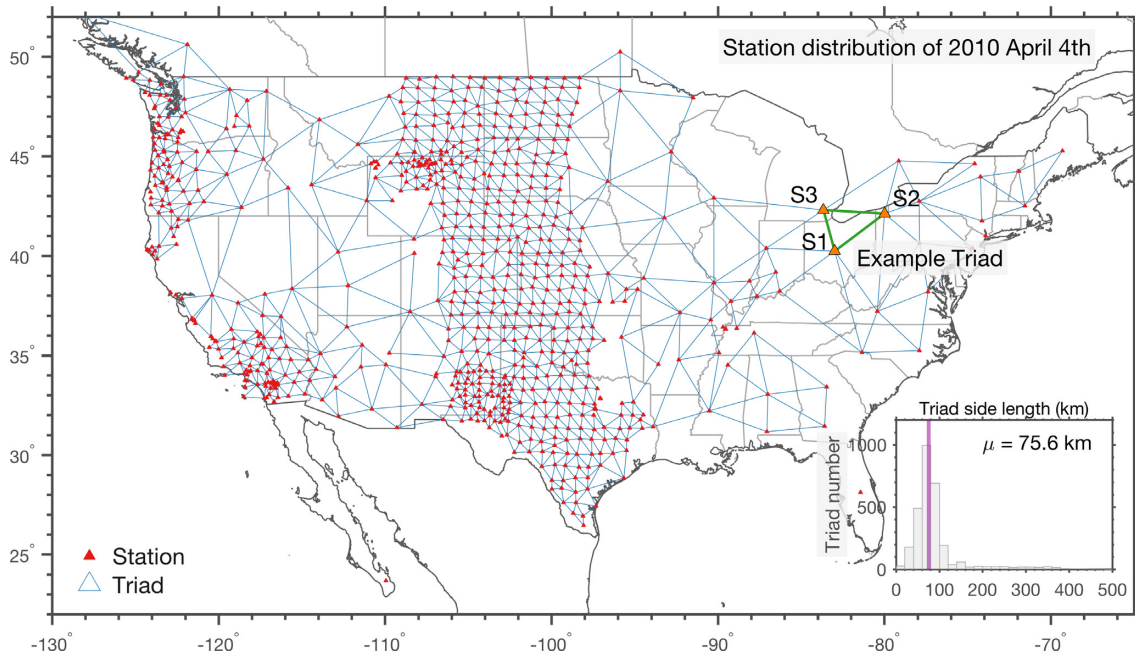 Station distribution of 2010 April 4th
50°
45°
40°
35°
30°
25°
S3
S2
S1
Example Triad
Triad side length (km)
μ = 75.6 km
Triad number
1000
500
0
0 100 200 300 400 500
Station
Triad
-130° -120° -110° -100° -90° -80° -70°